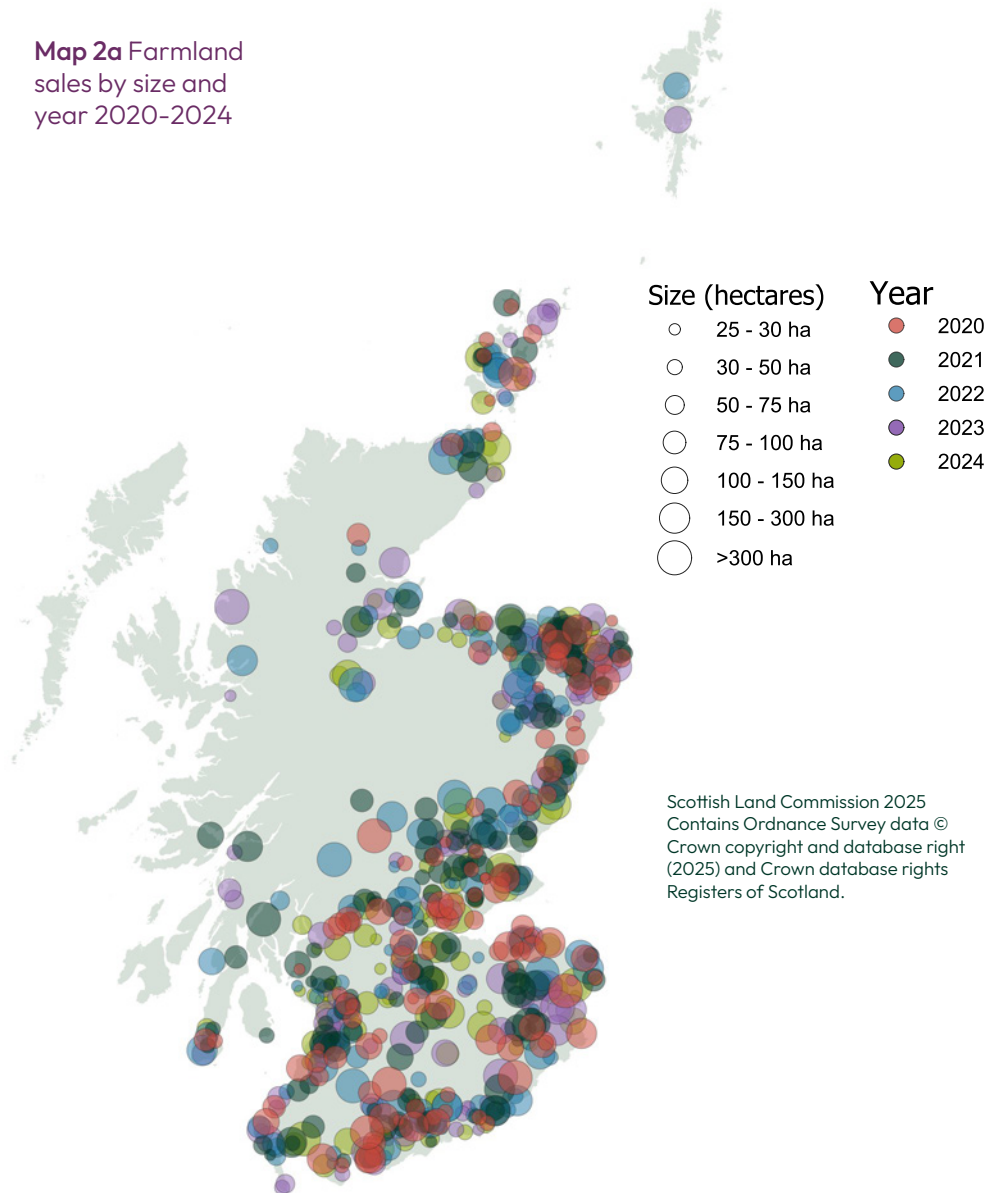 Map 2a Farmland
sales by size and
year 2020-2024
Size (hectares)
25 - 30 ha
30 - 50 ha
50 - 75 ha
75 - 100 ha
100 - 150 ha
150 - 300 ha
>300 ha
Year
2020
2021
2022
2023
2024
Scottish Land Commission 2025
Contains Ordnance Survey data ©
Crown copyright and database right
(2025) and Crown database rights
Registers of Scotland.